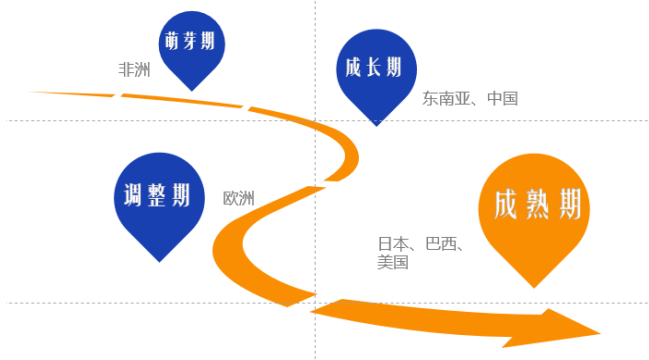 萌芽期
非洲
成长期
东南亚、中国
调整期
欧洲
成熟期
日本、巴西、
美国